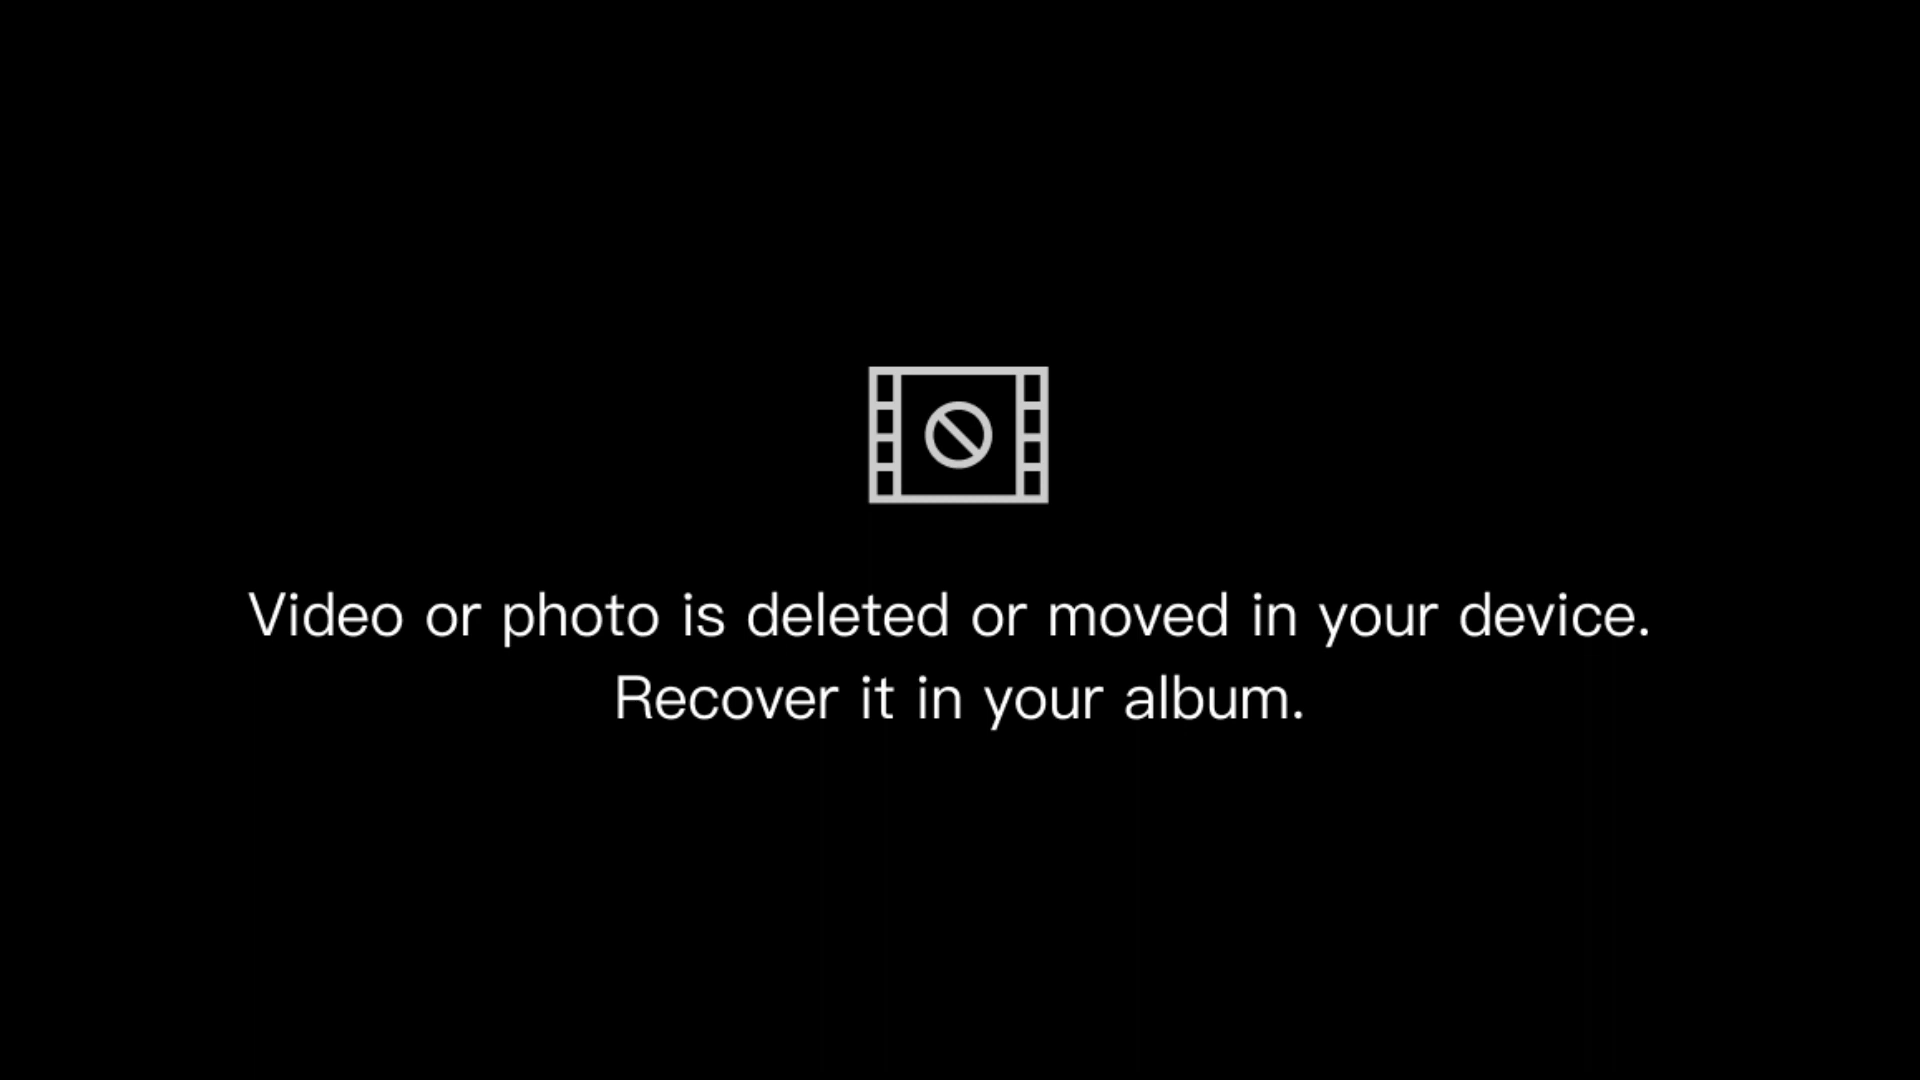 Video or photo is deleted or moved in your device.
Recover it in your album.